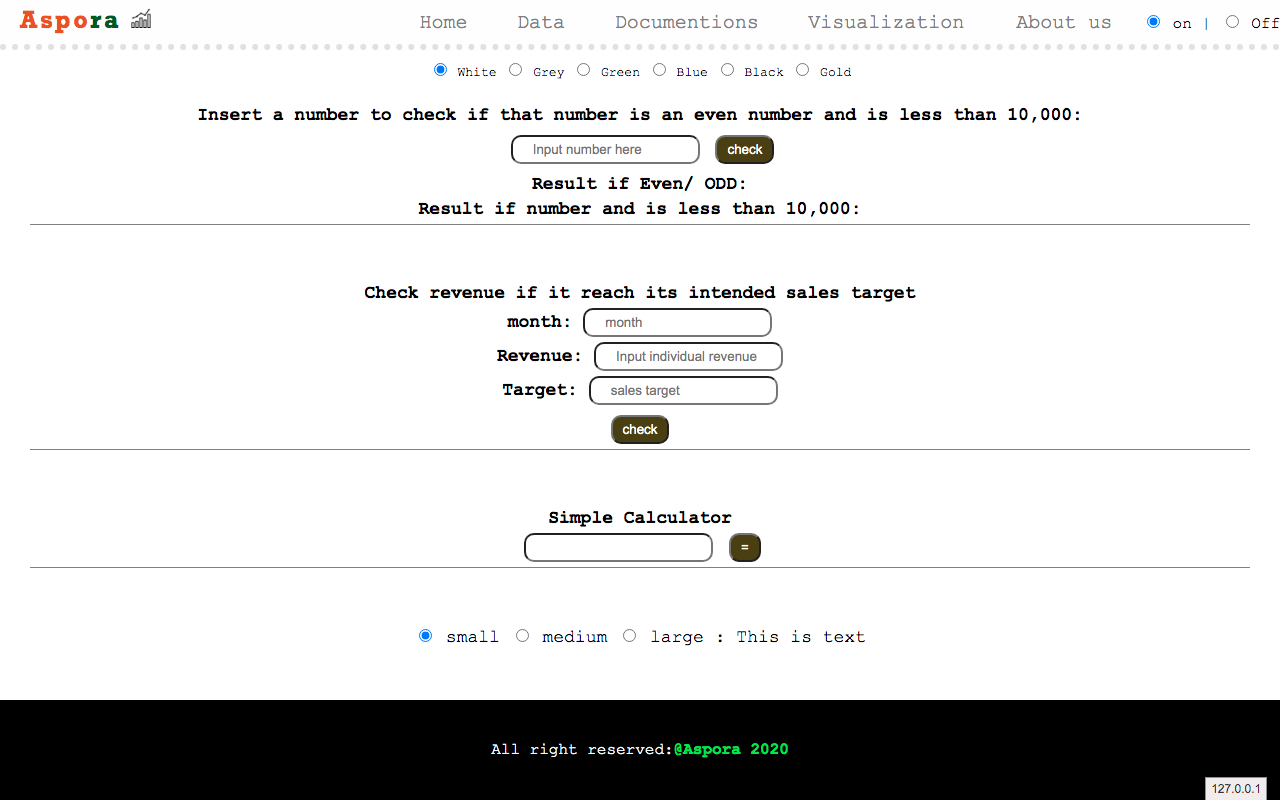 Aspora Home Data Documentions Visualization About us on | Off
White Grey Green Blue Black Gold
Insert a number to check if that number is an even number and is less than 10,000:
Input number here check
Result if Even/ ODD:
Result if number and is less than 10,000:
Check revenue if it reach its intended sales target
month: month
Revenue: Input individual revenue
Target: sales target
check
Simple Calculator
=
small medium large : This is text
All right reserved:@Aspora 2020
127.0.0.1